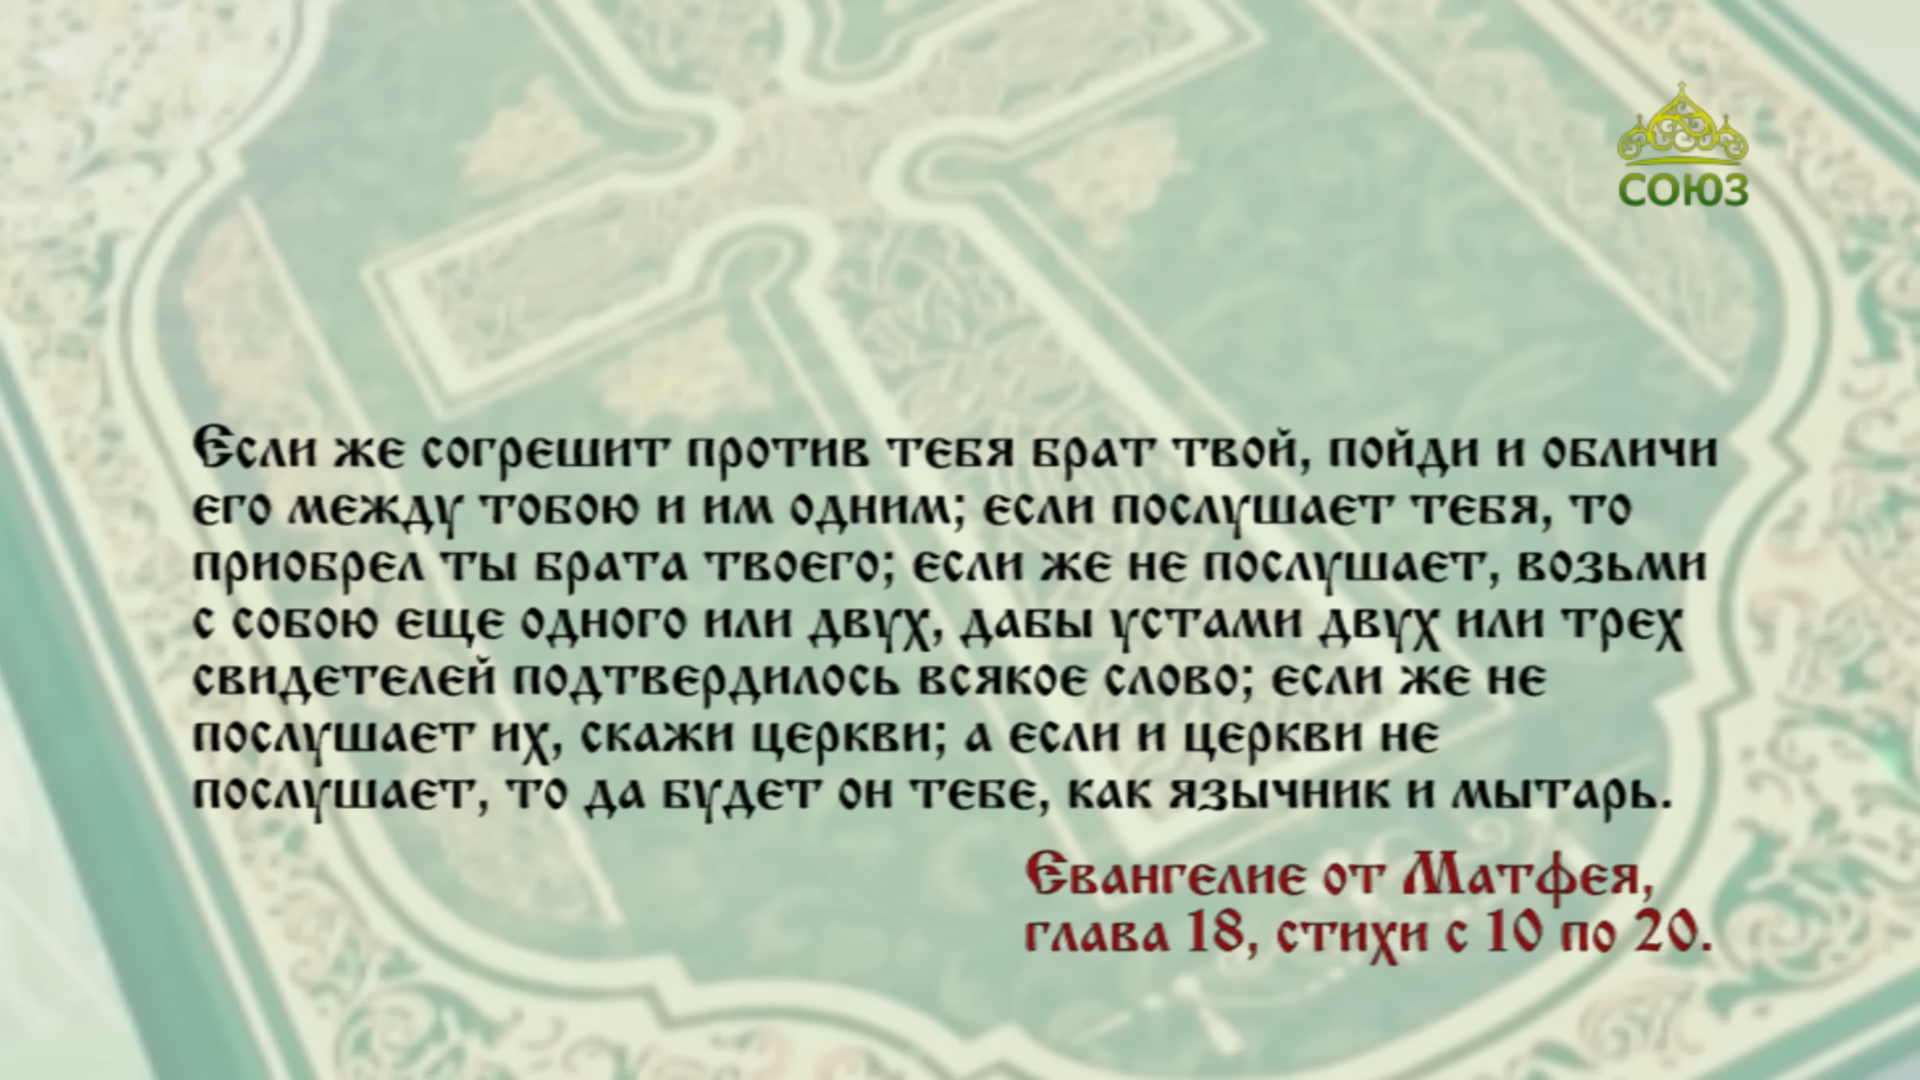 СОЮЗ
Если же согрешит против тебя брат твой, пойди и обличи
его между тобою и им одним; если послушает тебя, то
приобрел ты брата твоего; если же не послушает, возьми
с собою еще одного или двух, дабы устами двух или трех
свидетелей подтвердилось всякое слово; если же не
послушает их, скажи церкви; а если и церкви не
послушает, то да будет он тебе, как язычник и мытарь.
Евангелие от Матфея,
глава 18, стихи с 10 по 20.